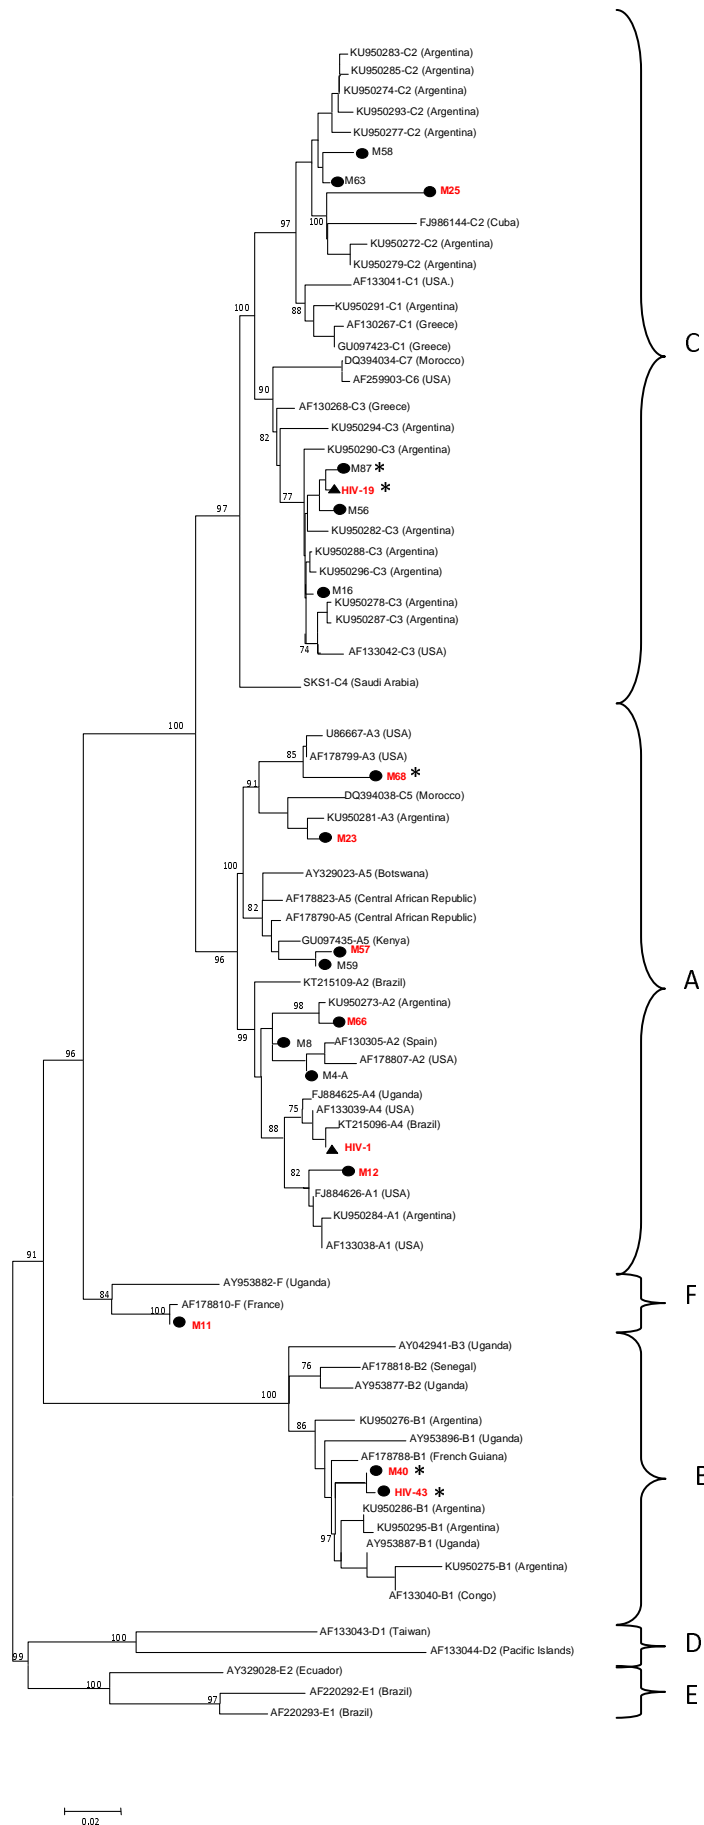 KU950283-C2 (Argentina)
KU950285-C2 (Argentina)
KU950274-C2 (Argentina)
KU950293-C2 (Argentina)
KU950277-C2 (Argentina)
M58
M63
M25
100
FJ986144-C2 (Cuba)
97
KU950272-C2 (Argentina)
KU950279-C2 (Argentina)
AF133041-C1 (USA.)
100
88
KU950291-C1 (Argentina)
AF130267-C1 (Greece)
GU097423-C1 (Greece)
C
DQ394034-C7 (Morocco)
AF259903-C6 (USA)
90
AF130268-C3 (Greece)
KU950294-C3 (Argentina)
82
KU950290-C3 (Argentina)
M87 *
HIV-19 *
77
M56
97
KU950282-C3 (Argentina)
KU950288-C3 (Argentina)
KU950296-C3 (Argentina)
M16
KU950278-C3 (Argentina)
KU950287-C3 (Argentina)
74
AF133042-C3 (USA)
SKS1-C4 (Saudi Arabia)
100
U86667-A3 (USA)
85
AF178799-A3 (USA)
M68 *
91
DQ394038-C5 (Morocco)
KU950281-A3 (Argentina)
M23
100
AY329023-A5 (Botswana)
AF178823-A5 (Central African Republic)
82
AF178790-A5 (Central African Republic)
GU097435-A5 (Kenya)
M57
96
M59
A
KT215109-A2 (Brazil)
98
KU950273-A2 (Argentina)
M66
99
M8
AF130305-A2 (Spain)
AF178807-A2 (USA)
96
M4-A
FJ884625-A4 (Uganda)
75
AF133039-A4 (USA)
88
KT215096-A4 (Brazil)
HIV-1
82
M12
FJ884626-A1 (USA)
KU950284-A1 (Argentina)
AF133038-A1 (USA)
91
AY953882-F (Uganda)
84
F
100
AF178810-F (France)
M11
AY042941-B3 (Uganda)
76
AF178818-B2 (Senegal)
AY953877-B2 (Uganda)
100
KU950276-B1 (Argentina)
86
AY953896-B1 (Uganda)
AF178788-B1 (French Guiana)
M40 *
HIV-43 *
KU950286-B1 (Argentina)
KU950295-B1 (Argentina)
97
AY953887-B1 (Uganda)
KU950275-B1 (Argentina)
AF133040-B1 (Congo)
AF133043-D1 (Taiwan)
100
D
AF133044-D2 (Pacific Islands)
99
AY329028-E2 (Ecuador)
100
AF220292-E1 (Brazil)
97
E
AF220293-E1 (Brazil)
0.02